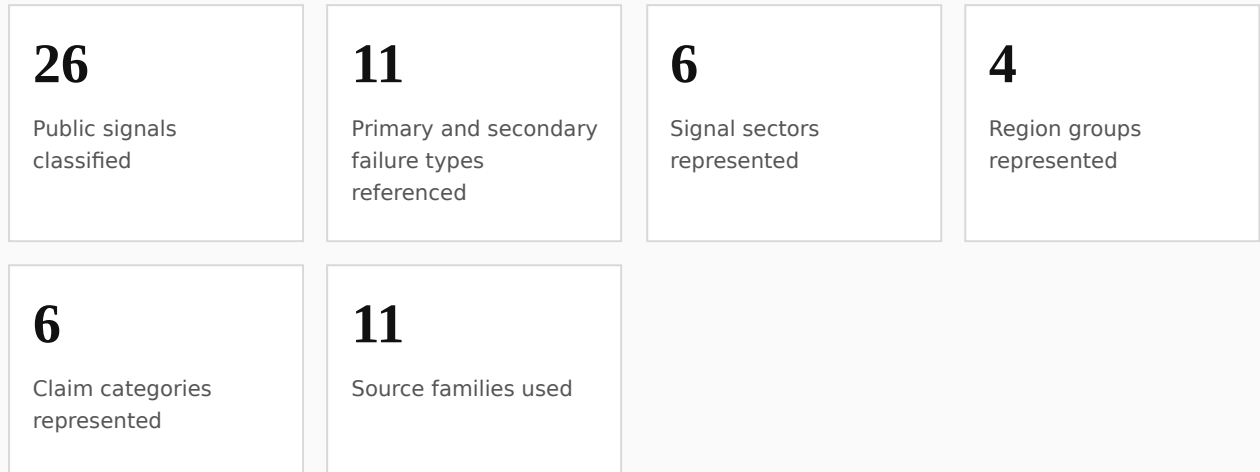 26
Public signals
classified
11
Primary and secondary
failure types
referenced
6
Signal sectors
represented
4
Region groups
represented
6
Claim categories
represented
11
Source families used